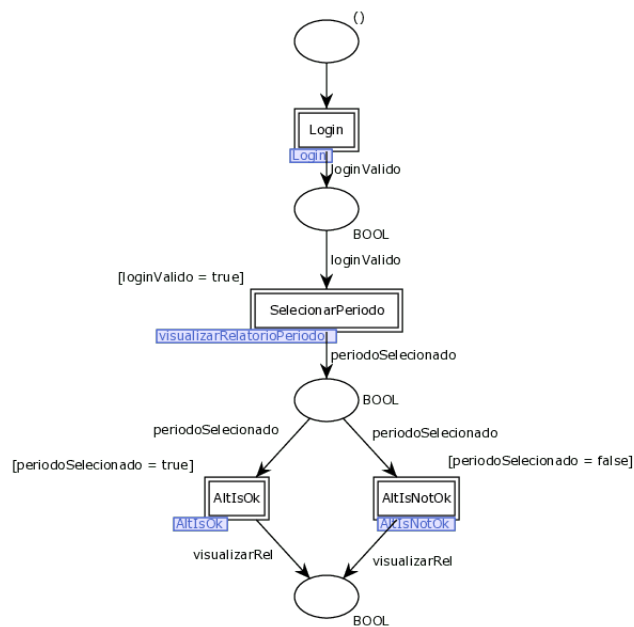 ()
Login
Login
loginValido
BOOL
loginValido
[loginValido = true]
SelecionarPeriodo
visualizarRelatorioPeriodo
periodoSelecionado
BOOL
periodoSelecionado
periodoSelecionado
[periodoSelecionado = true]
[periodoSelecionado = false]
AltIsOk
AltIsNotOk
AltIsOk
AltIsNotOk
visualizarRel
visualizarRel
BOOL